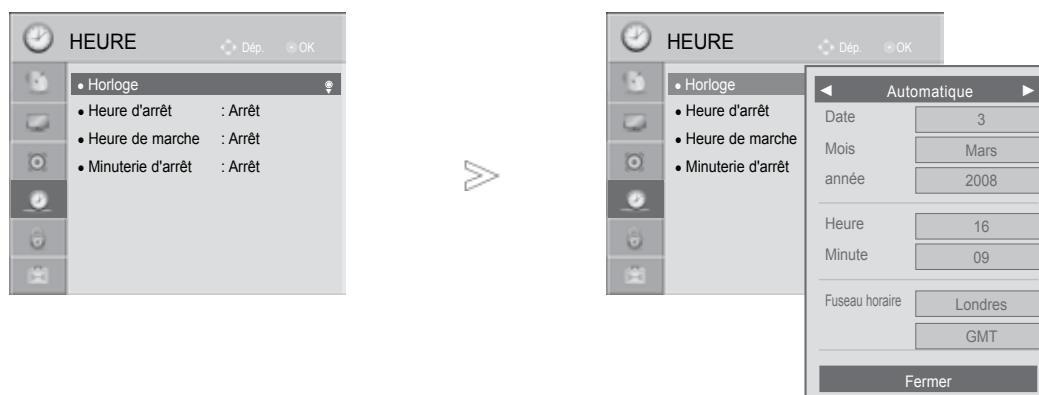 HEURE Dép. OK
• Horloge
• Heure d'arrêt : Arrêt
• Heure de marche : Arrêt
• Minuterie d'arrêt : Arrêt
HEURE Dép. OK
• Horloge
• Heure d'arrêt
• Heure de marche
• Minuterie d'arrêt
◄ Automatique ►
Date 3
Mois Mars
année 2008
Heure 16
Minute 09
Fuseau horaire Londres
GMT
Fermer